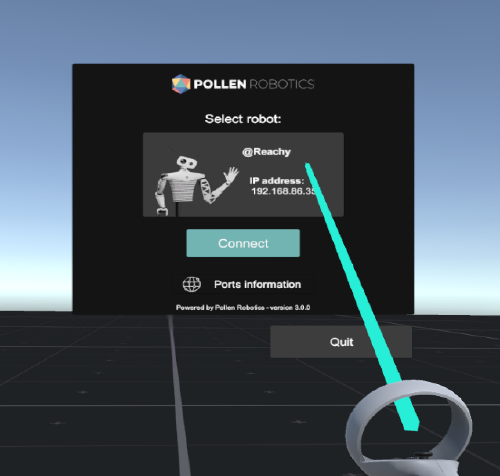 POLLEN ROBOTICS
Select robot:
@Reachy
IP address:
192.168.86.35
Connect
Ports information
Powered by Pollen Robotics - version 3.0.0
Quit